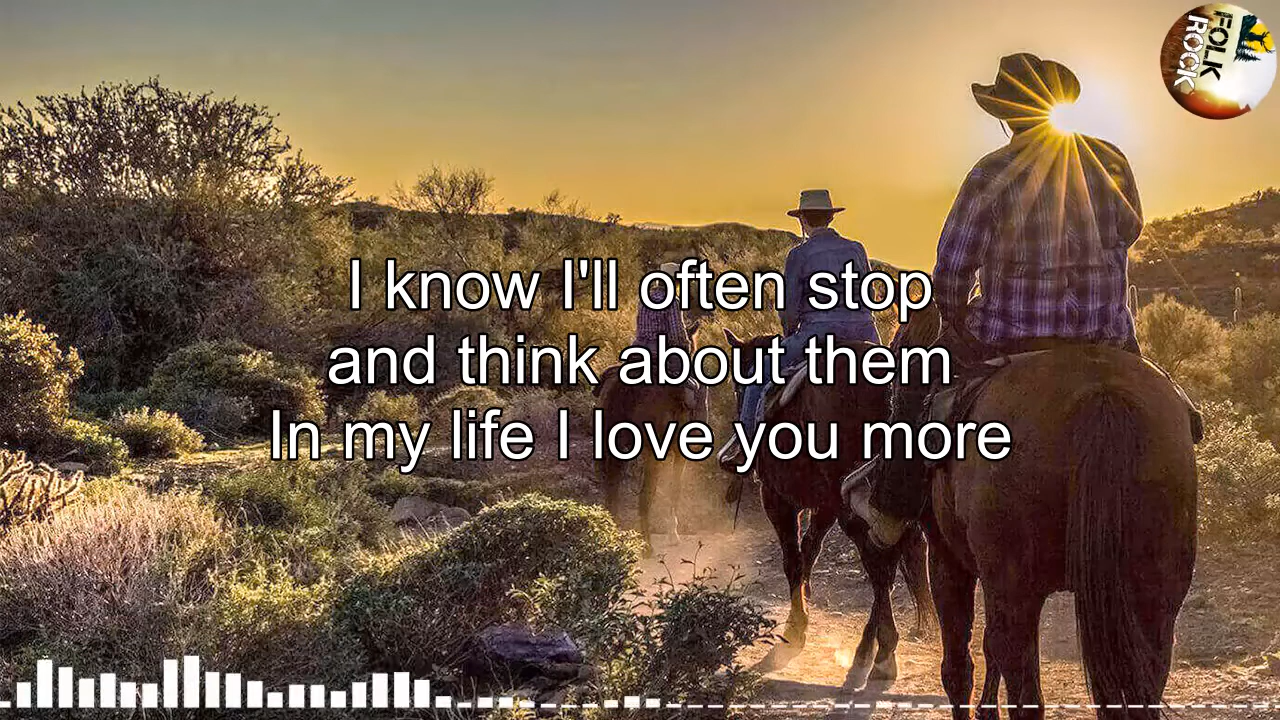 FOLK
ROCK
I know I'll often stop
and think about them
In my life I love you more